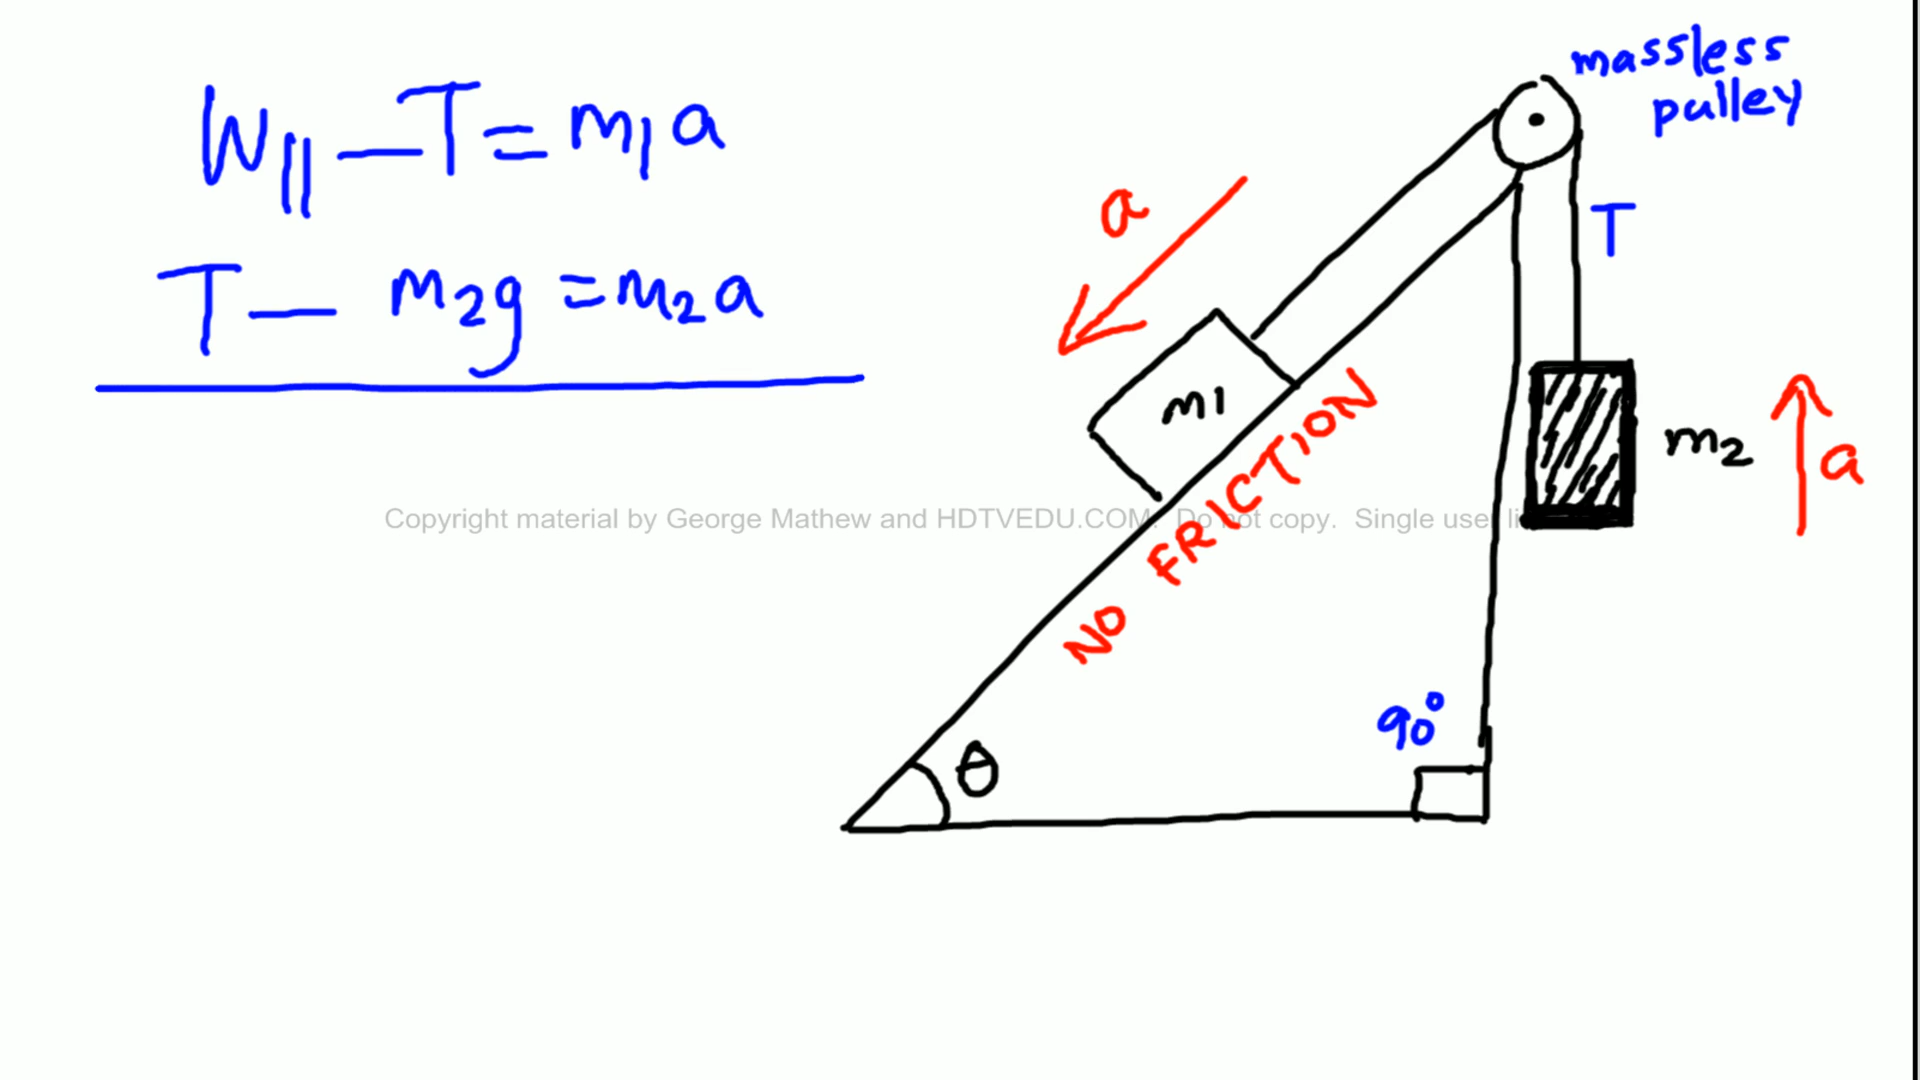 W|| — T = m1a
T — m2g = m2a
massless
pulley
a
T
m1
m2
a
NO FRICTION
Copyright material by George Mathew and HDTVEDU.COM. Do not copy. Single use
90°
θ